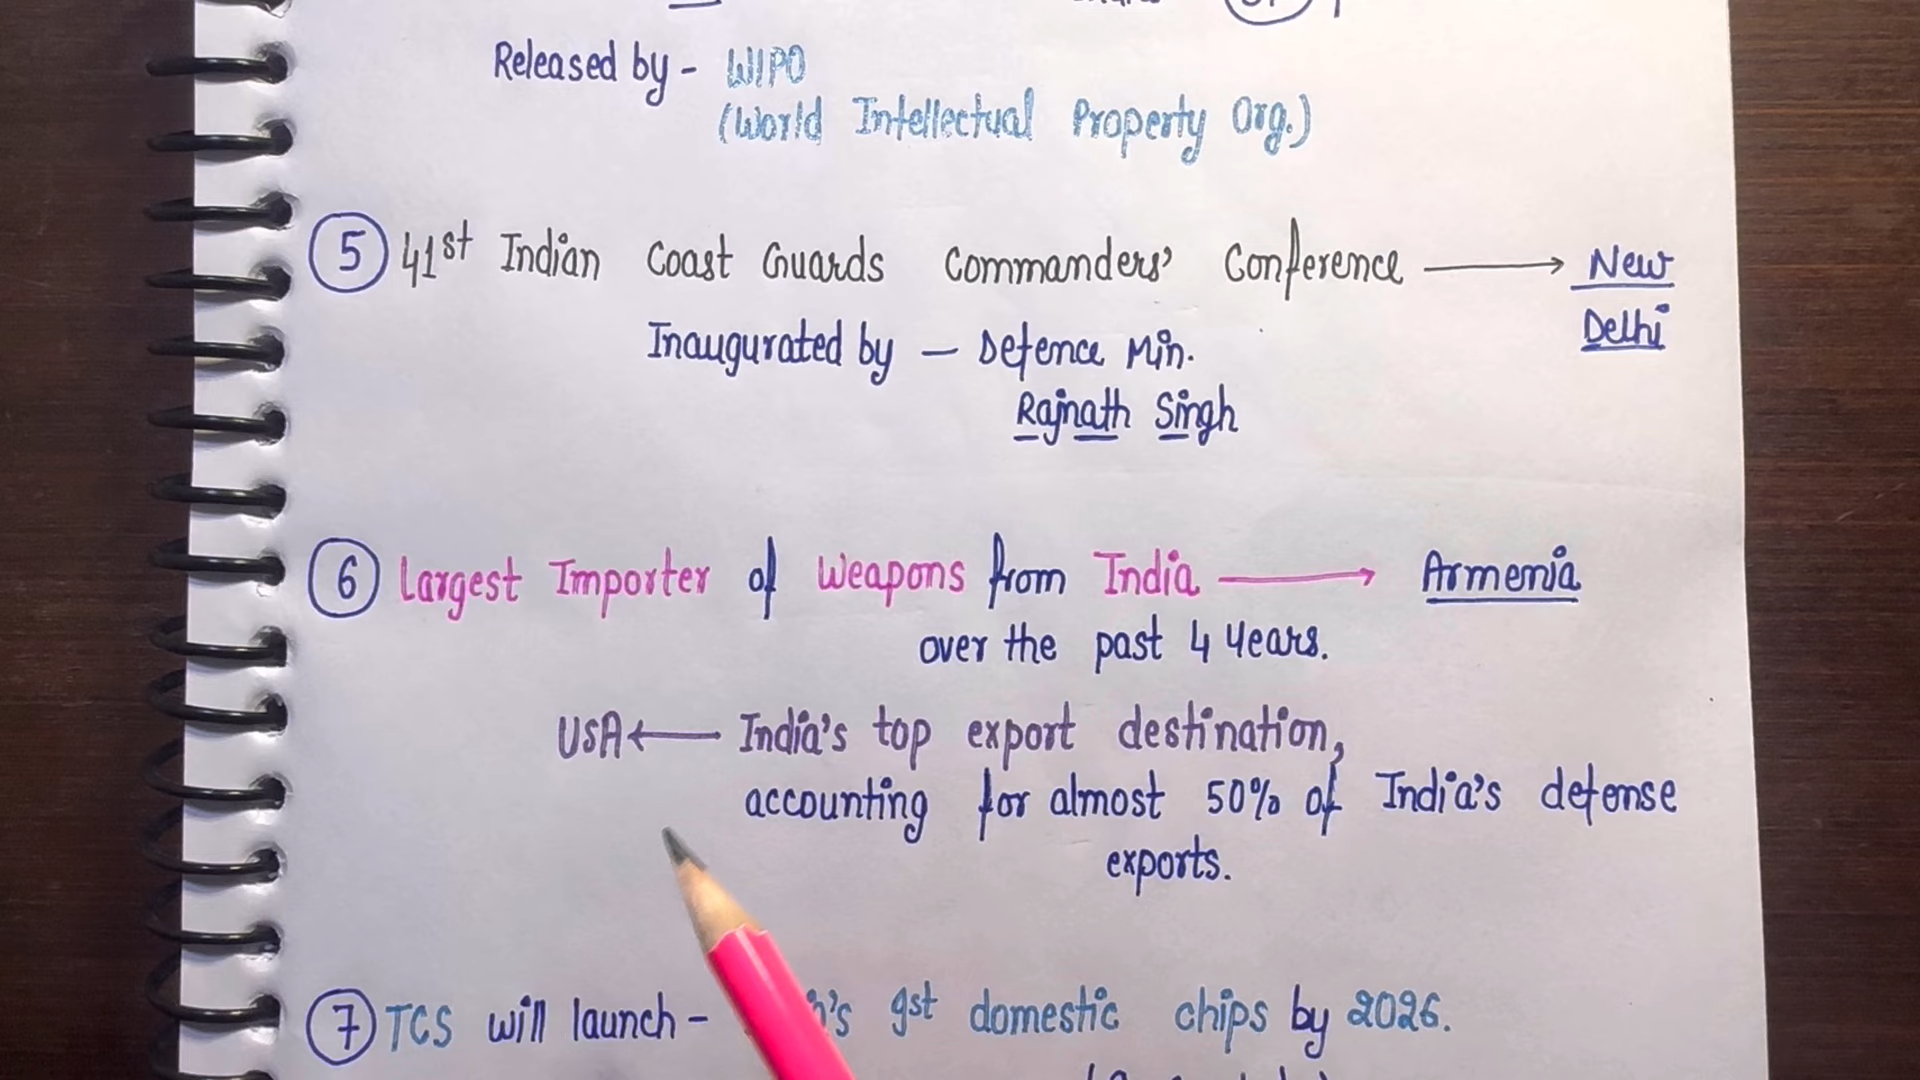 Released by - WIPO
(World Intellectual Property Org.)
5 41st Indian Coast Guards Commanders' Conference → New Delhi
Inaugurated by - Defence Min.
Rajnath Singh
6 Largest Importer of Weapons from India → Armenia
over the past 4 Years.
USA ← India's top export destination,
accounting for almost 50% of India's defense
exports.
7 TCS will launch - 's 1st domestic chips by 2026.